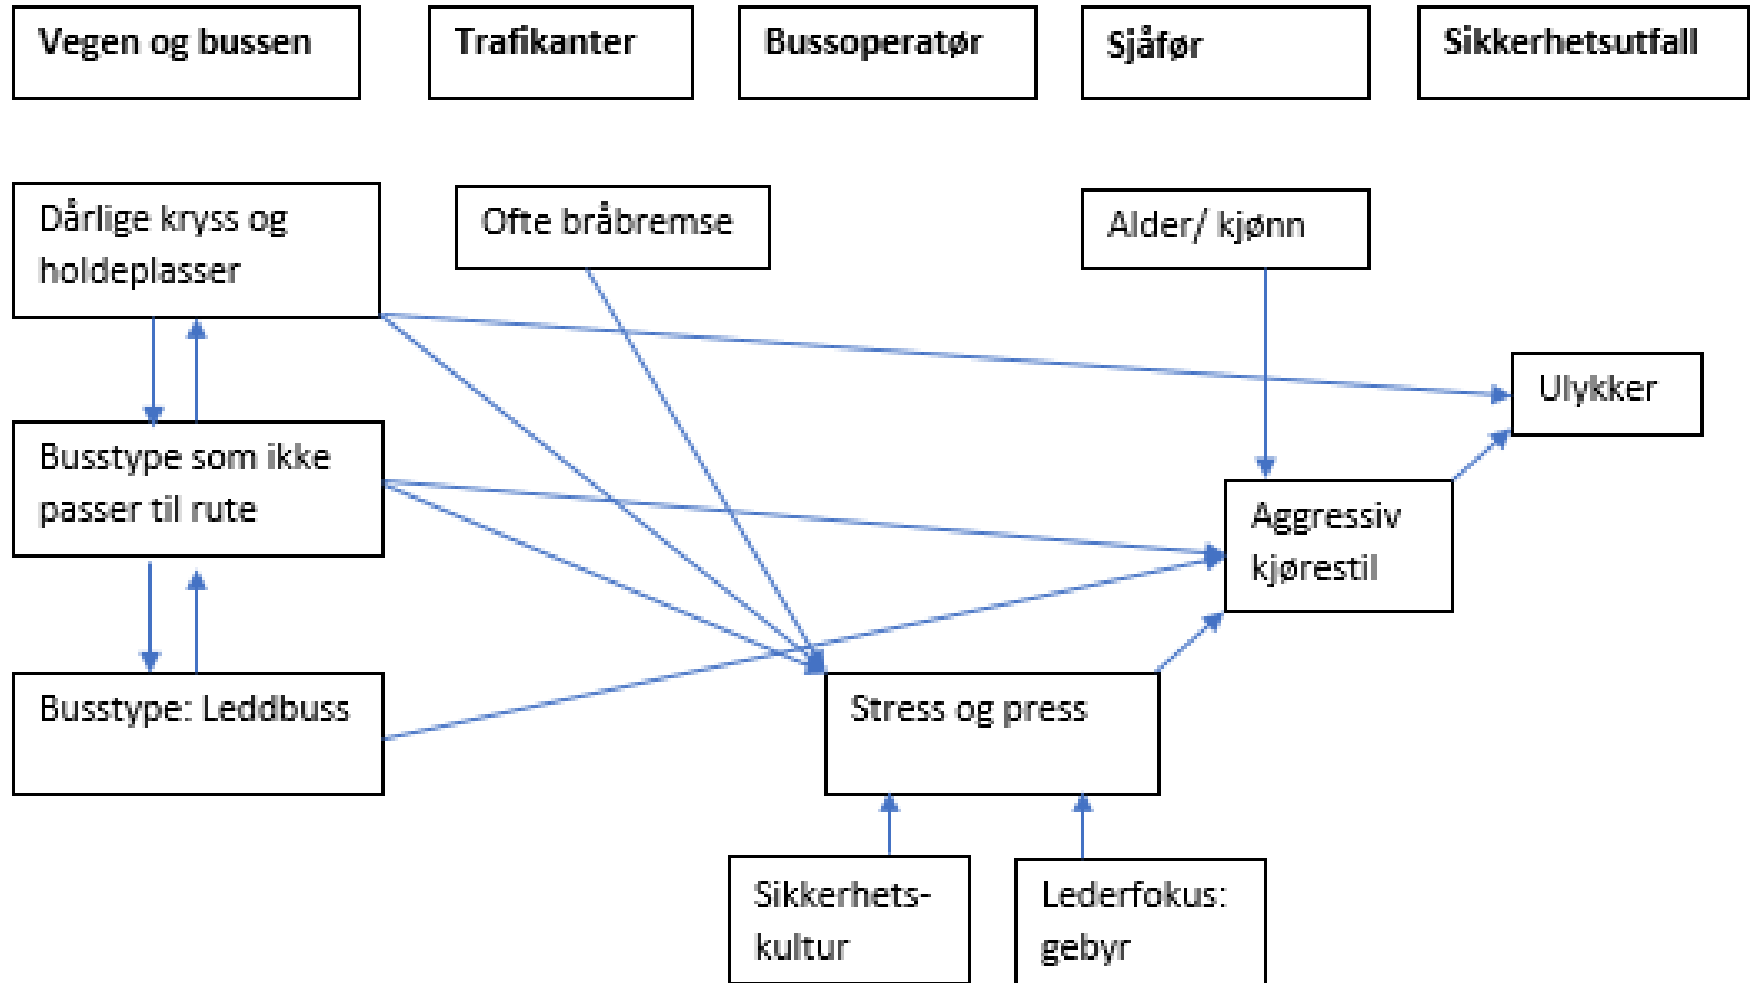 Vegen og bussen
Trafikanter
Bussoperatør
Sjåfør
Sikkerhetsutfall
Dårlige kryss og
holdeplasser
Ofte bråbremse
Alder/ kjønn
Ulykker
Busstype som ikke
passer til rute
Aggressiv
kjørestil
Busstype: Leddbuss
Stress og press
Sikkerhets-
kultur
Lederfokus:
gebyr